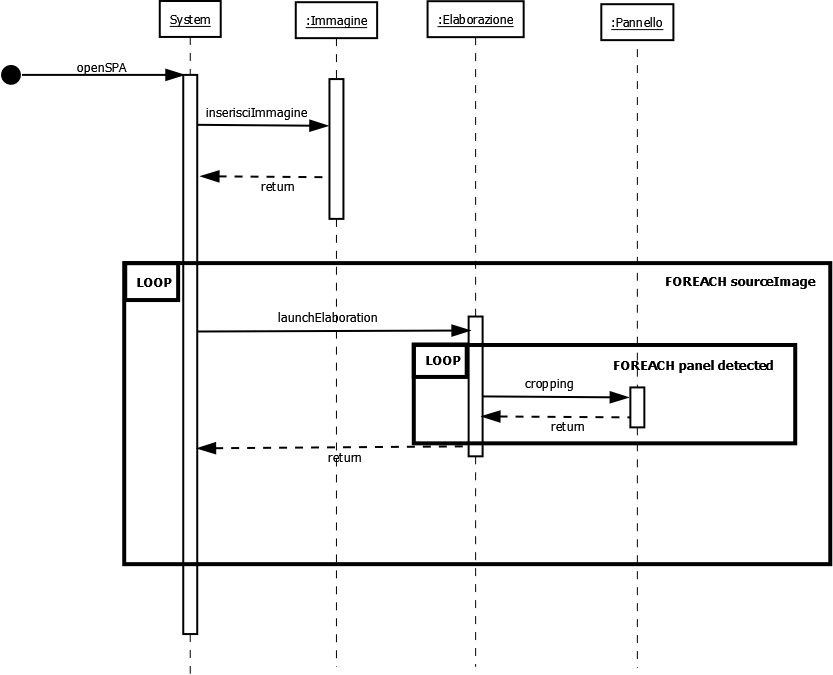 System
:Immagine
:Elaborazione
:Pannello
openSPA
inserisciImmagine
return
LOOP
FOREACH sourceImage
launchElaboration
LOOP
FOREACH panel detected
cropping
return
return